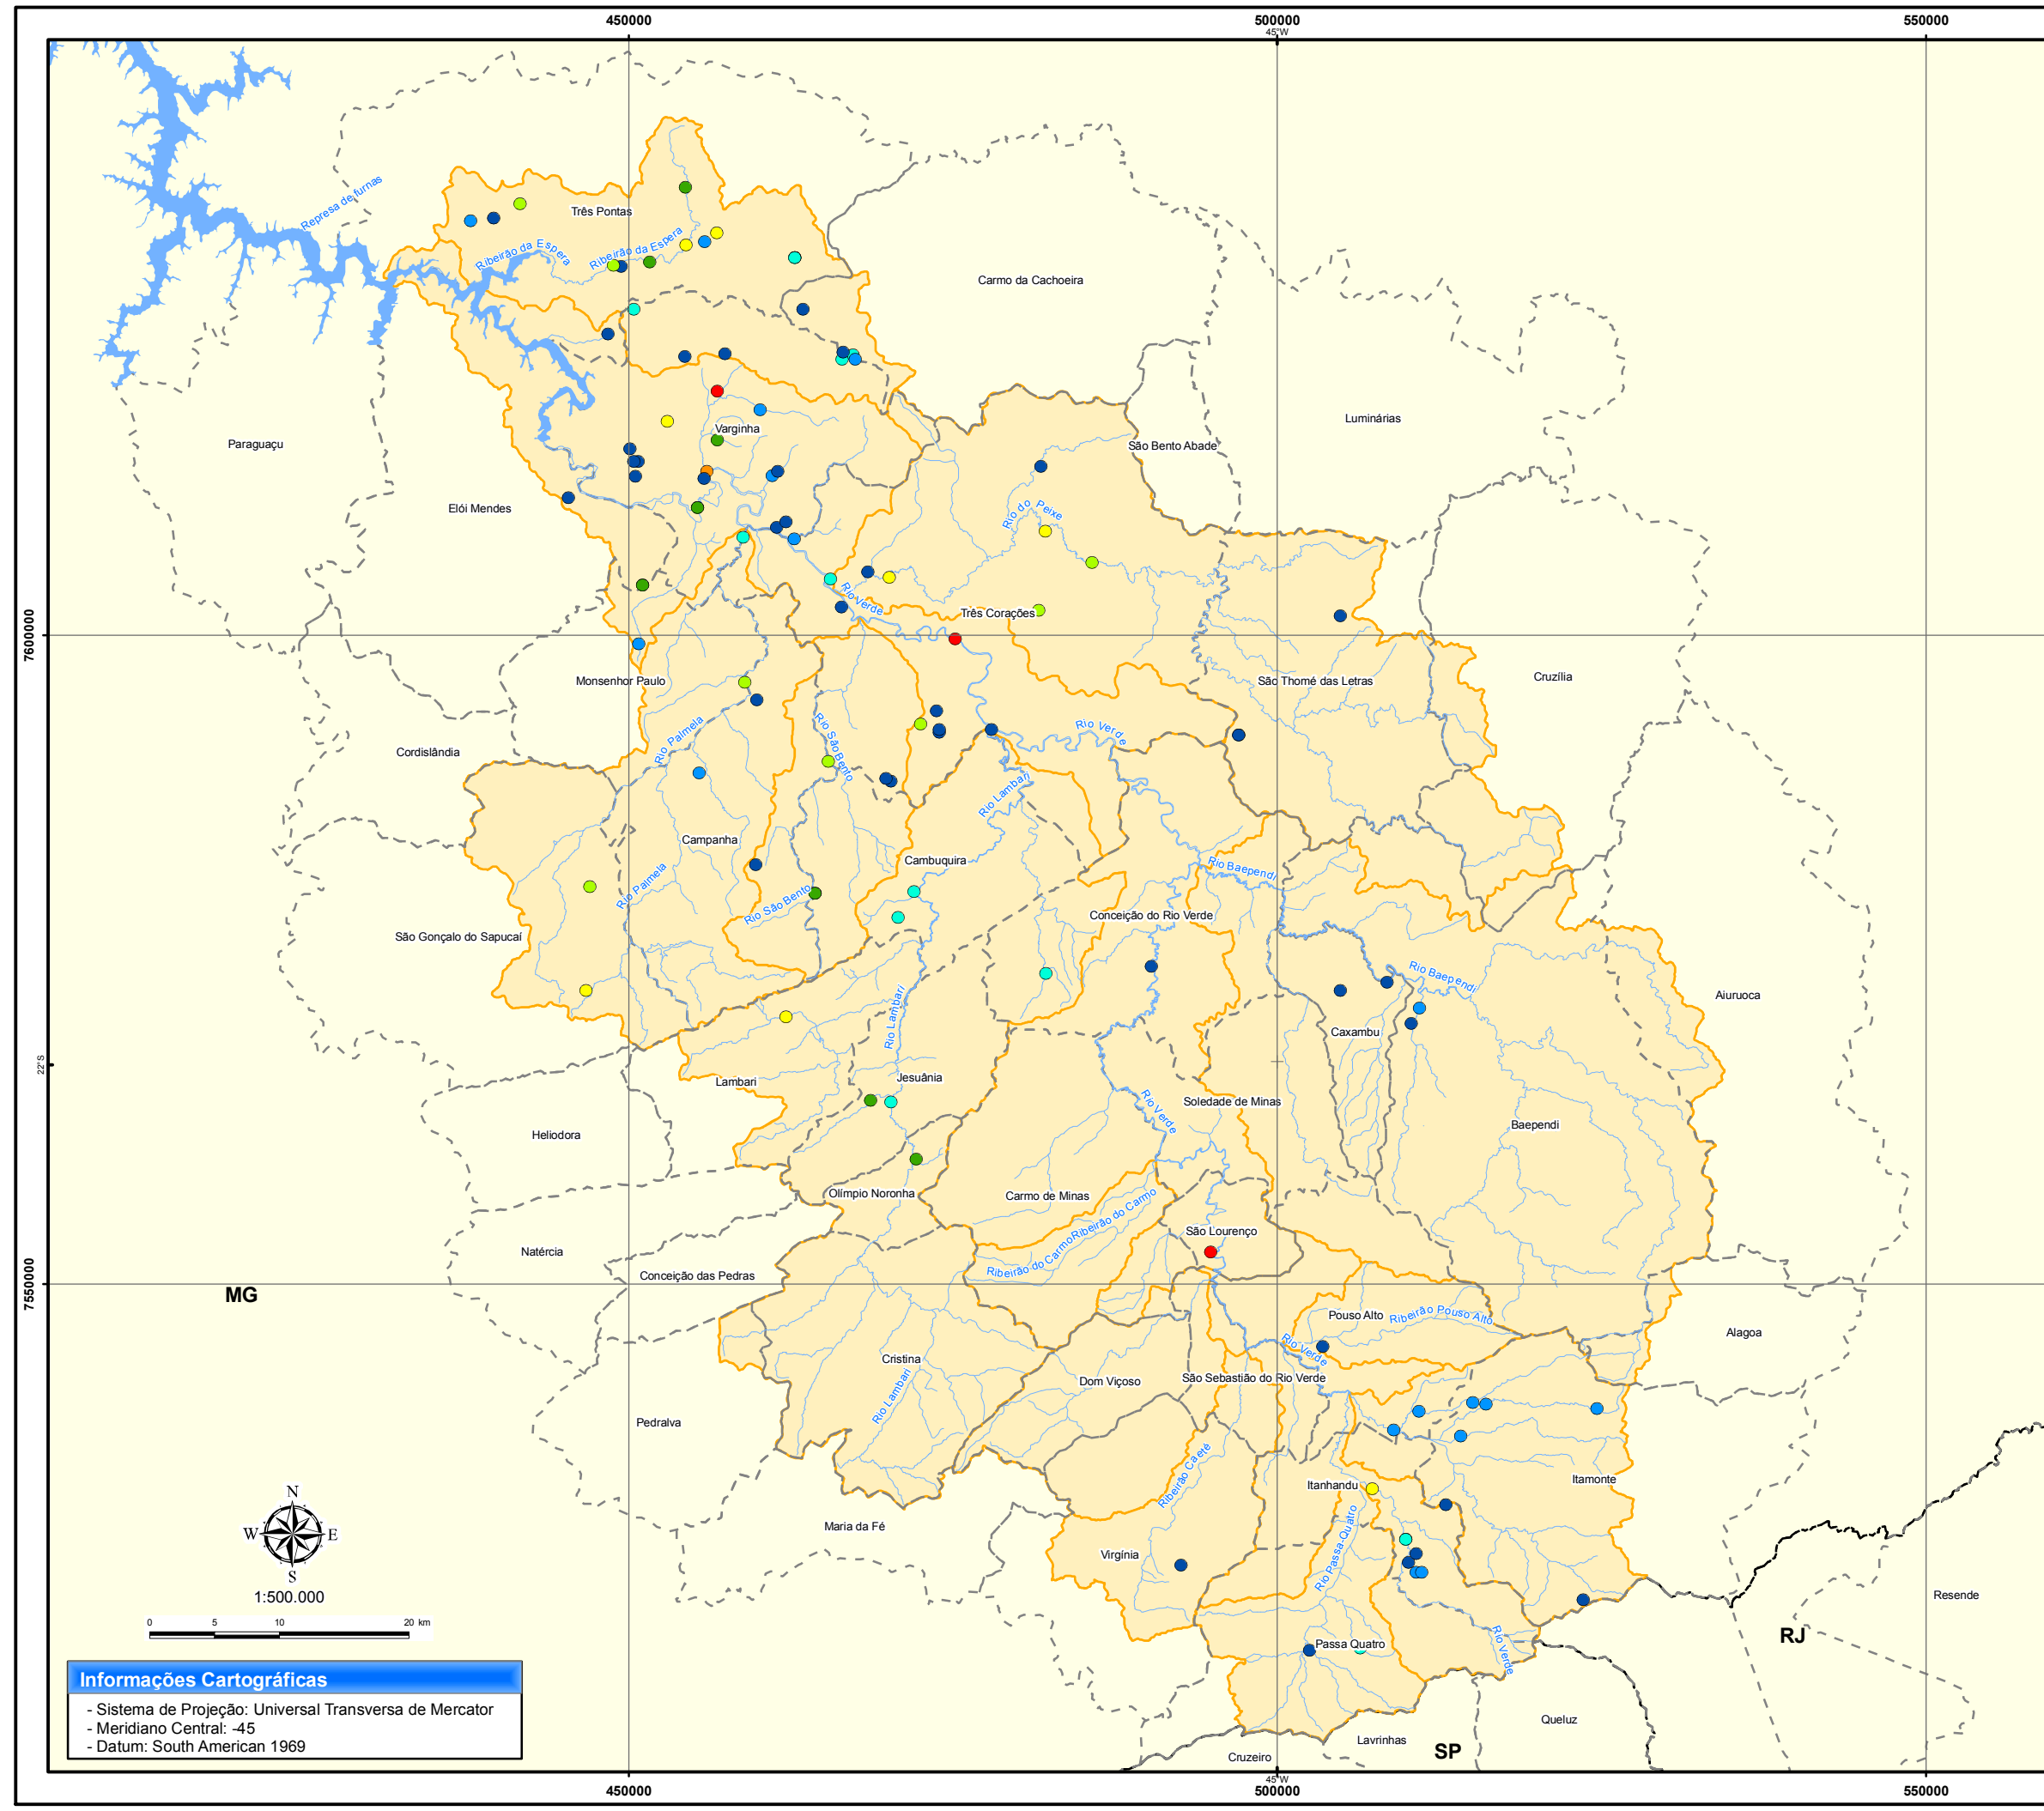 450000
500000
550000
45°W
Represa de furnas
Três Pontas
Ribeirão da Espera
Ribeirão da Espera
Carmo da Cachoeira
Luminárias
Paraguaçu
Varginha
São Bento Abade
Elói Mendes
Rio do Peixe
Rio Verde
Três Corações
7600000
Monsenhor Paulo
São Thomé das Letras
Cruzília
Cordislândia
Rio Palmela
Rio São Bento
Rio Verde
Rio Lambari
Campanha
Cambuquira
Rio Baependi
Rio Palmela
Rio São Bento
Conceição do Rio Verde
São Gonçalo do Sapucaí
Rio Baependi
Aiuruoca
Rio Lambari
Caxambu
22°S
Lambari
Jesuânia
Soledade de Minas
Rio Verde
Baependi
Heliodora
Olímpio Noronha
Carmo de Minas
Ribeirão do Carmo
Ribeirão do Carmo
São Lourenço
Natércia
Conceição das Pedras
MG
7550000
Pouso Alto
Ribeirão Pouso Alto
Alagoa
Rio Verde
Cristina
Dom Viçoso
São Sebastião do Rio Verde
Rio Lambari
Pedralva
Ribeirão Caeté
Itanhandu
Itamonte
Maria da Fé
Rio Passa-Quatro
Virgínia
Resende
N
W
E
S
1:500.000
0
5
10
20 km
Passa Quatro
Rio Verde
RJ
Informações Cartográficas
- Sistema de Projeção: Universal Transversa de Mercator
- Meridiano Central: -45
- Datum: South American 1969
Queluz
Lavrinhas
SP
Cruzeiro
45°W
450000
500000
550000